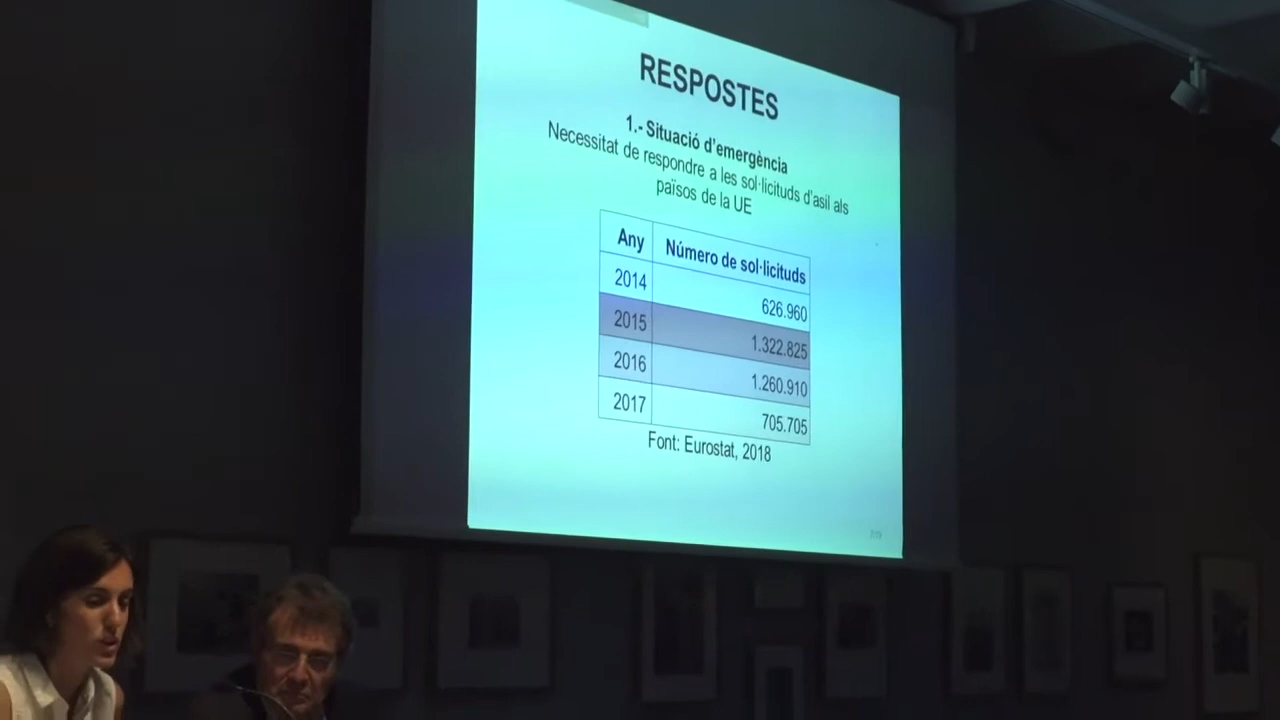 RESPOSTES
1.- Situació d'emergència
Necessitat de respondre a les sol·licituds d'asil als
països de la UE
Any Número de sol·licituds
2014 626.960
2015 1.322.825
2016 1.260.910
2017 705.705
Font: Eurostat, 2018